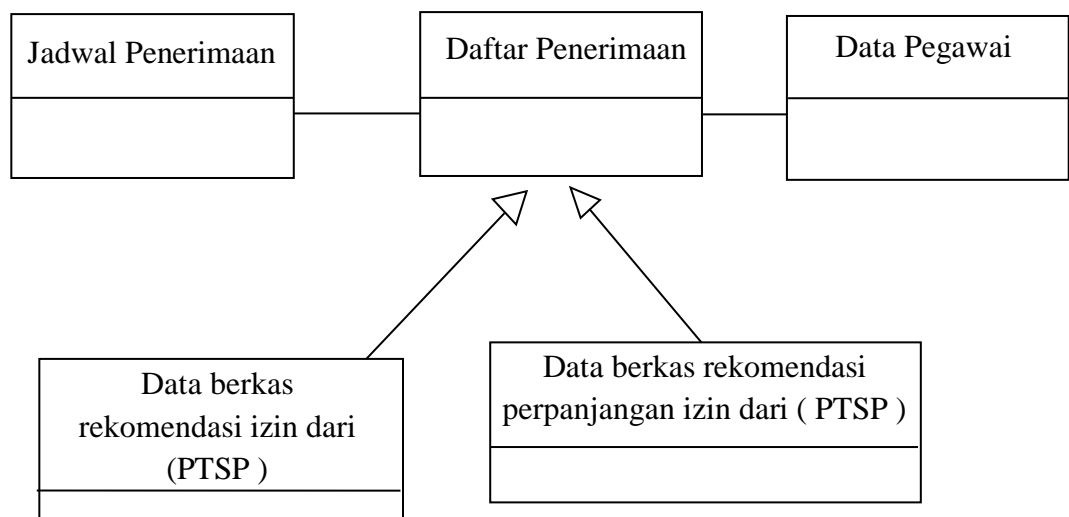 Jadwal Penerimaan
Daftar Penerimaan
Data Pegawai
Data berkas
rekomendasi izin dari
(PTSP )
Data berkas rekomendasi
perpanjangan izin dari ( PTSP )